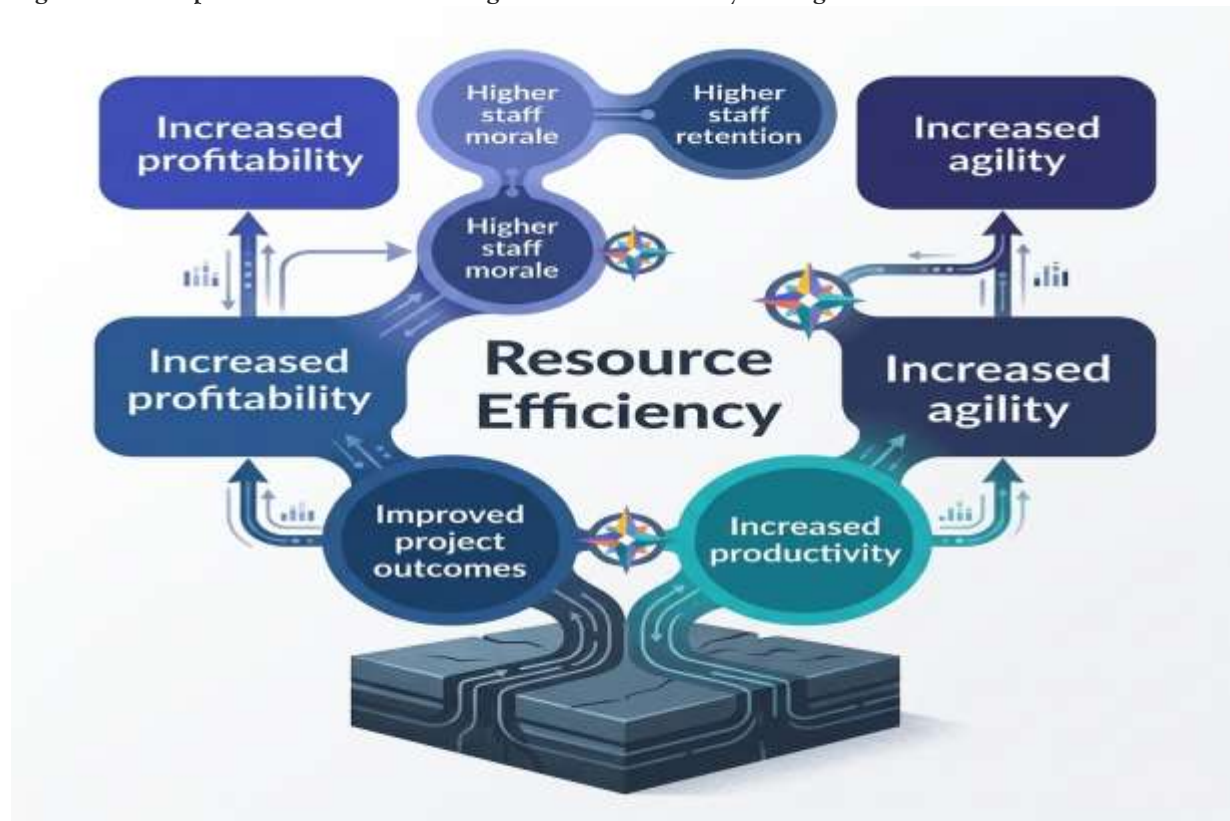 Increased
profitability
Higher
staff
morale
Higher
staff
retention
Increased
agility
Higher
staff
morale
Increased
profitability
Resource
Efficiency
Increased
agility
Improved
project
outcomes
Increased
productivity